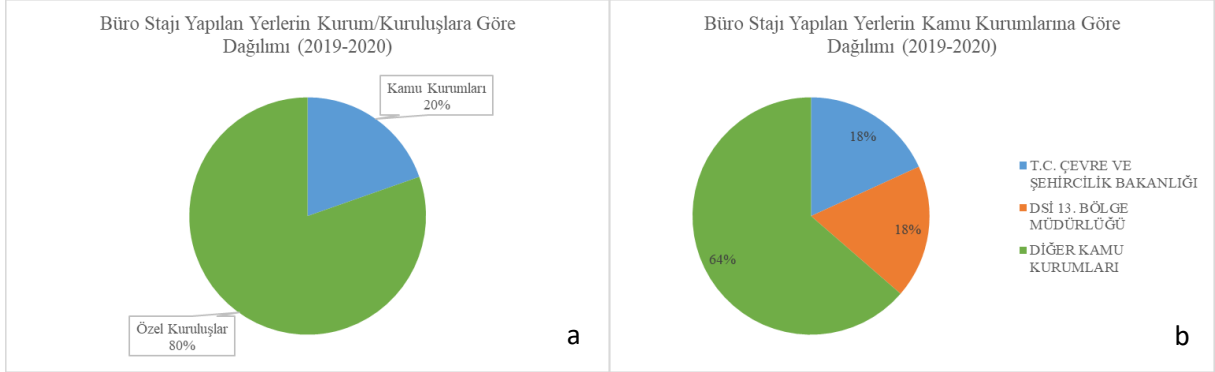 Büro Stajı Yapılan Yerlerin Kurum/Kuruluşlara Göre
Dağılımı (2019-2020)
Kamu Kurumları
20%
Özel Kuruluşlar
80%
a
Büro Stajı Yapılan Yerlerin Kamu Kurumlarına Göre
Dağılımı (2019-2020)
18%
18%
64%
T.C. ÇEVRE VE
ŞEHİRCİLİK BAKANLIĞI
DSİ 13. BÖLGE
MÜDÜRLÜĞÜ
DİĞER KAMU
KURUMLARI
b